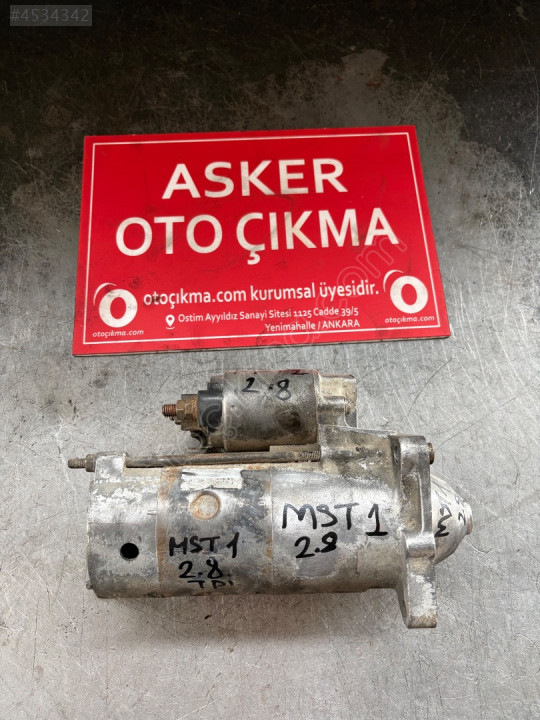 #4534342
ASKER
OTO ÇIKMA
otoçıkma.com kurumsal üyesidir.
otoçıkma.com
otoçıkma.com
Ostim Ayyıldız Sanayi Sitesi 1125 Cadde 39/5
Yenimahalle / ANKARA
2.8
MST 1
2.8
MST 1
2.8
TDi